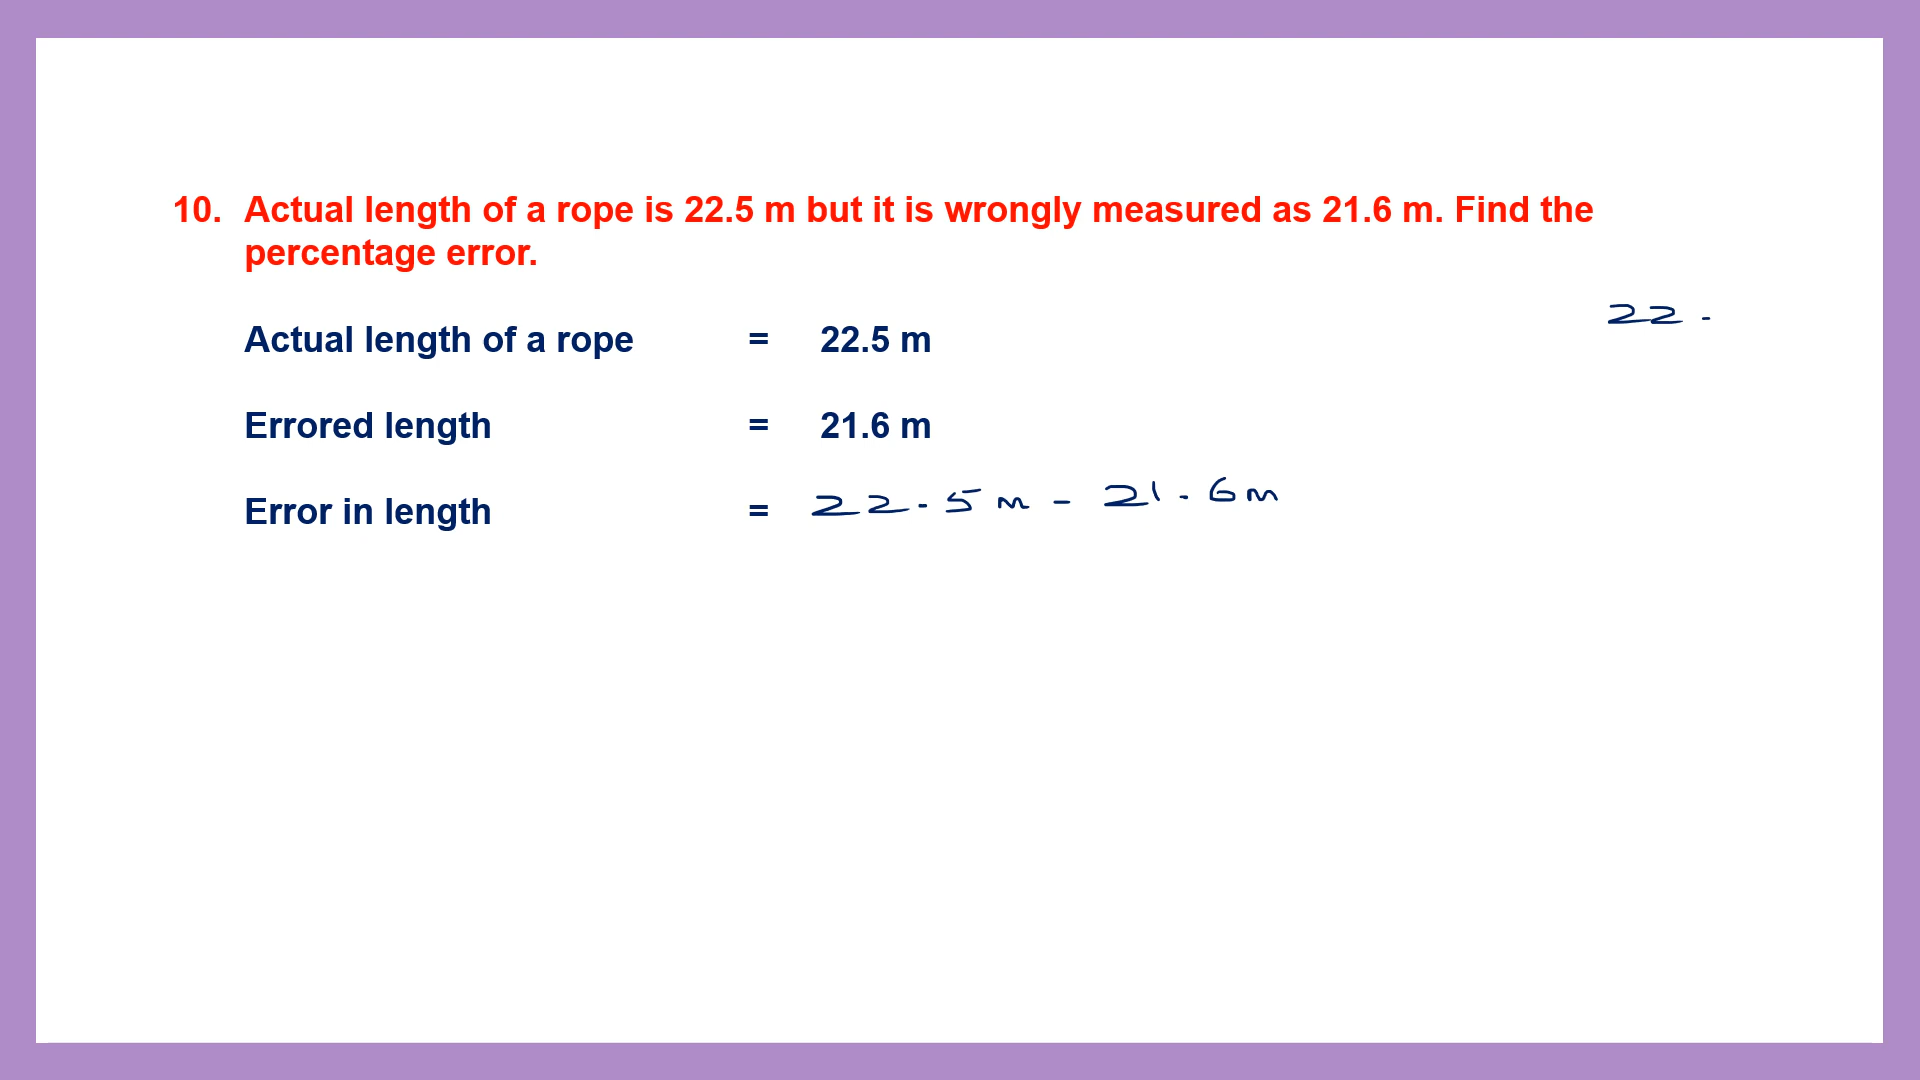 10. Actual length of a rope is 22.5 m but it is wrongly measured as 21.6 m. Find the
percentage error.
22 .
Actual length of a rope = 22.5 m
Errored length = 21.6 m
Error in length = 22.5 m - 21.6 m